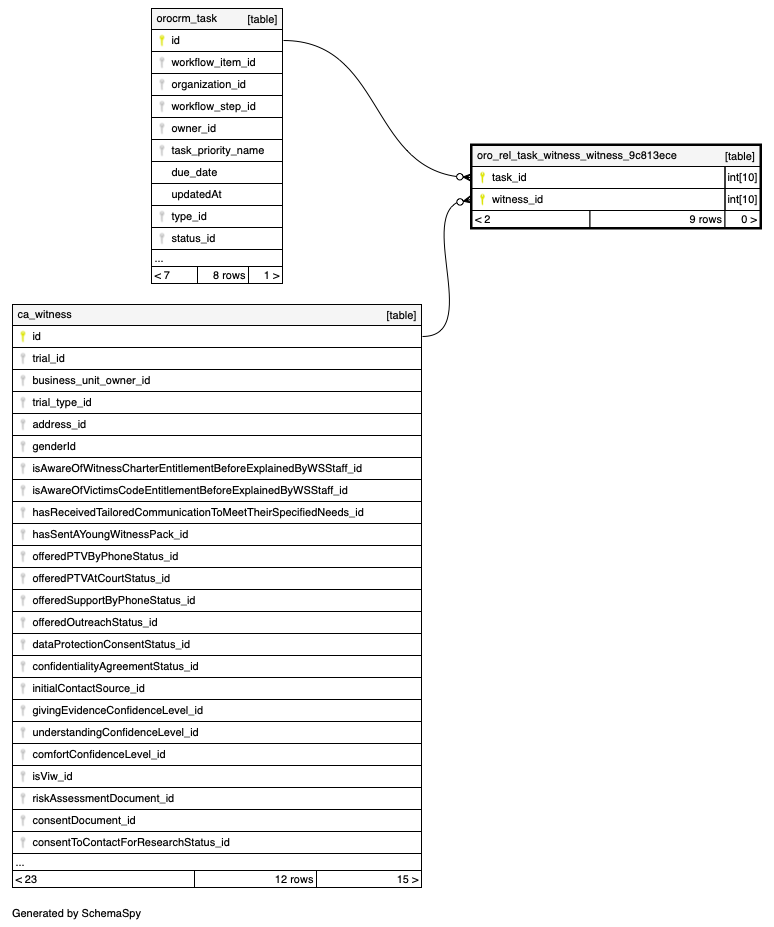 orocrm_task [table]
id
workflow_item_id
organization_id
workflow_step_id
owner_id
task_priority_name
due_date
updatedAt
type_id
status_id
...
< 7 8 rows 1 >
oro_rel_task_witness_witness_9c813ece [table]
task_id int[10]
witness_id int[10]
< 2 9 rows 0 >
ca_witness [table]
id
trial_id
business_unit_owner_id
trial_type_id
address_id
genderId
isAwareOfWitnessCharterEntitlementBeforeExplainedByWSStaff_id
isAwareOfVictimsCodeEntitlementBeforeExplainedByWSStaff_id
hasReceivedTailoredCommunicationToMeetTheirSpecifiedNeeds_id
hasSentAYoungWitnessPack_id
offeredPTVByPhoneStatus_id
offeredPTVAtCourtStatus_id
offeredSupportByPhoneStatus_id
offeredOutreachStatus_id
dataProtectionConsentStatus_id
confidentialityAgreementStatus_id
initialContactSource_id
givingEvidenceConfidenceLevel_id
understandingConfidenceLevel_id
comfortConfidenceLevel_id
isViw_id
riskAssessmentDocument_id
consentDocument_id
consentToContactForResearchStatus_id
...
< 23 12 rows 15 >
Generated by SchemaSpy